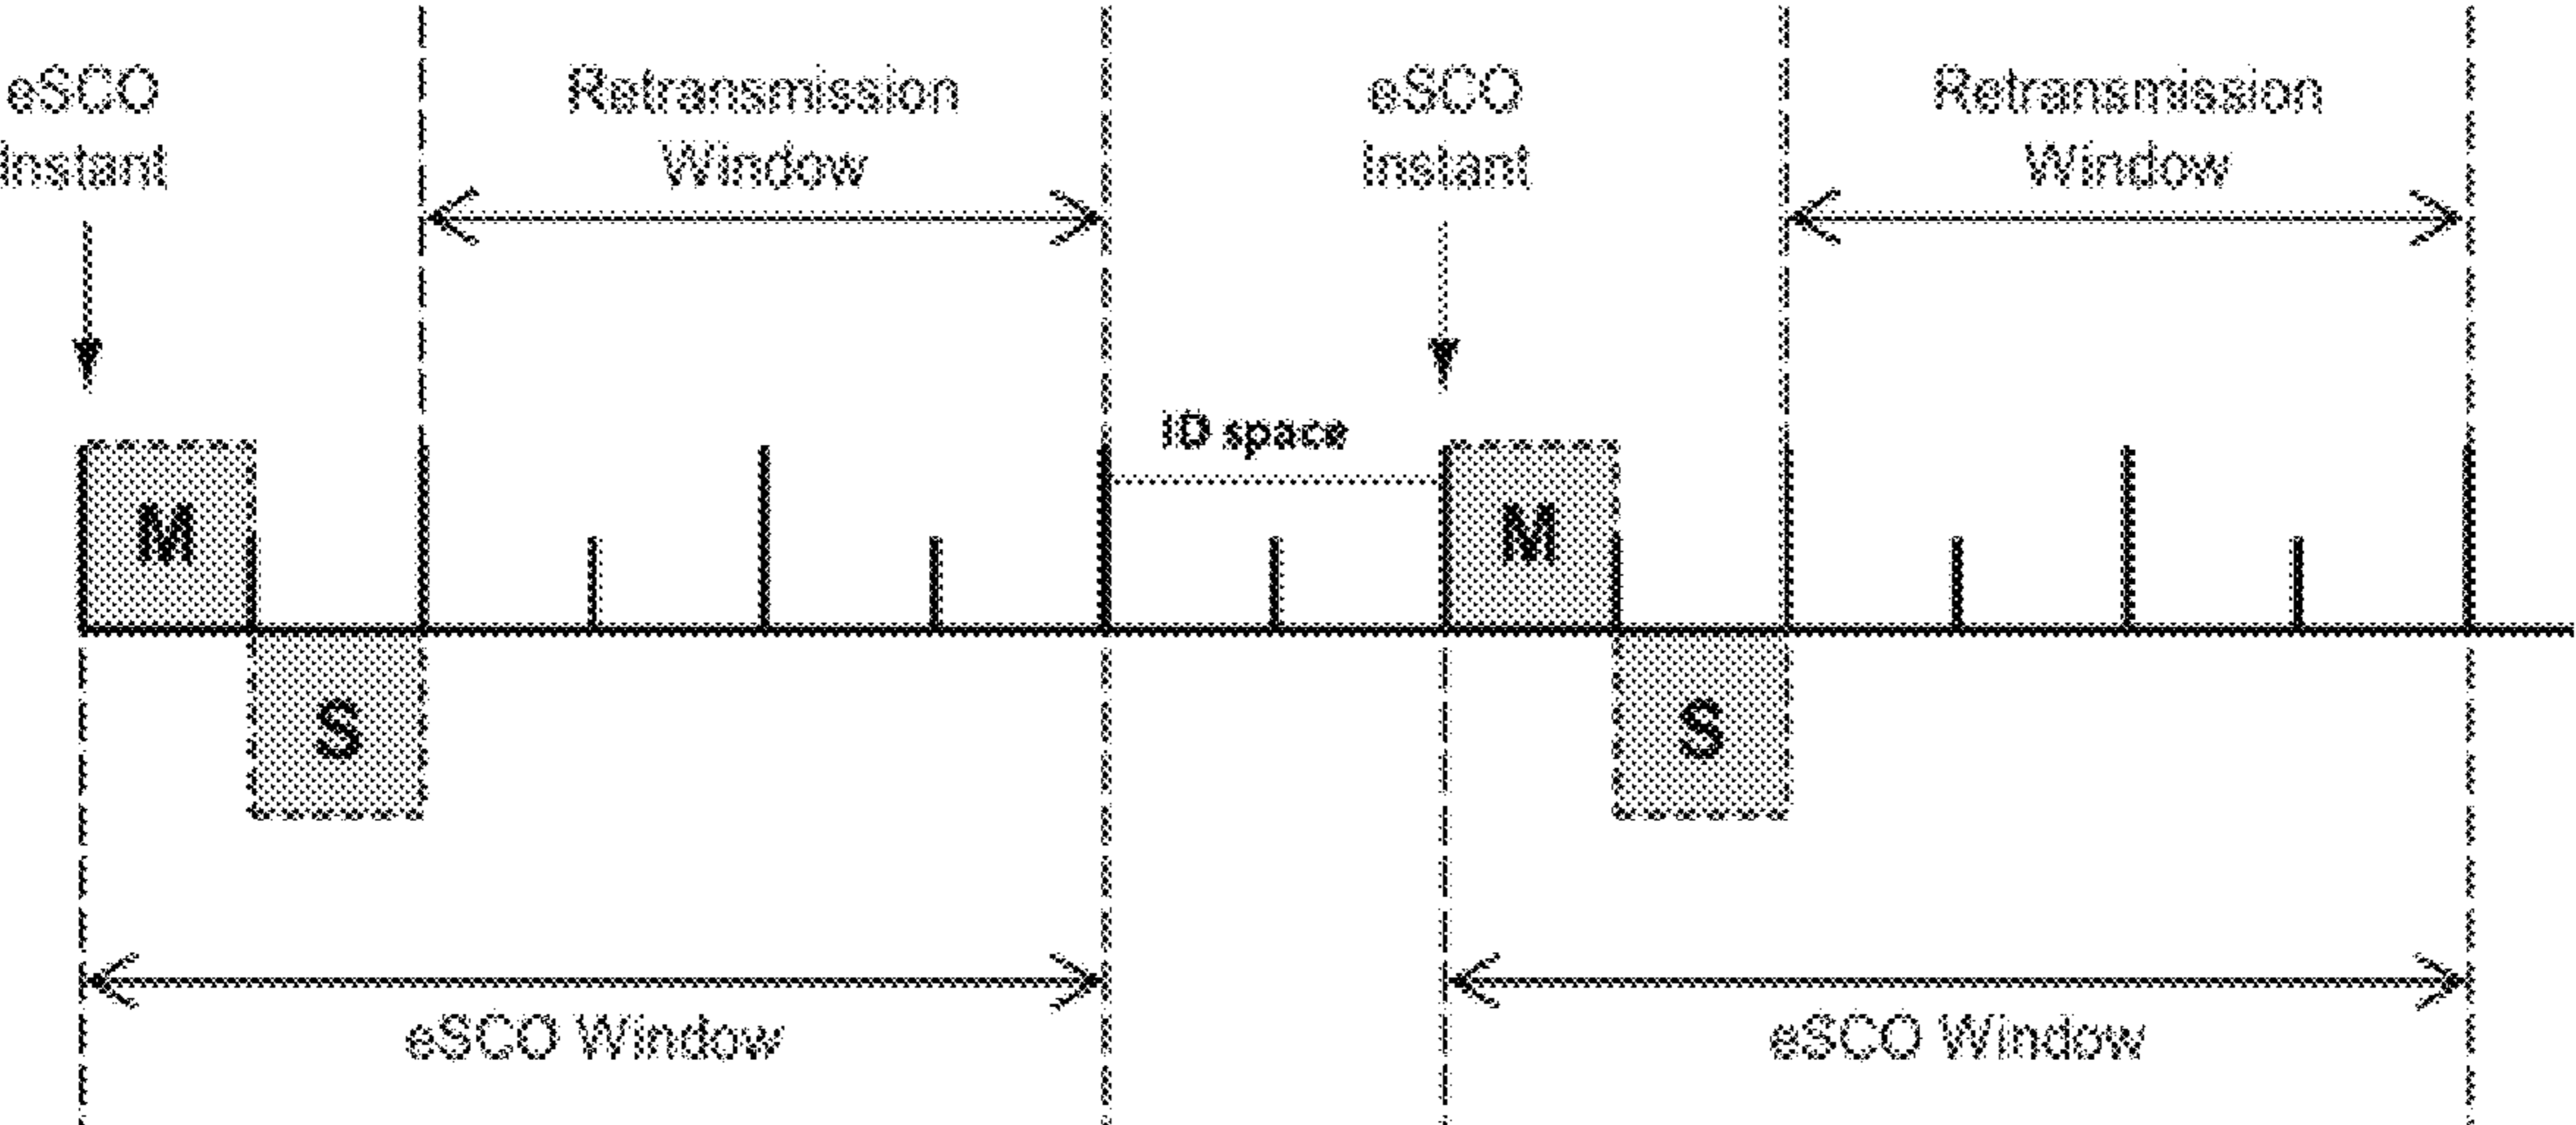 eSCO
Instant
Retransmission
Window
eSCO
Instant
Retransmission
Window
ID space
M
M
S
S
eSCO Window
eSCO Window